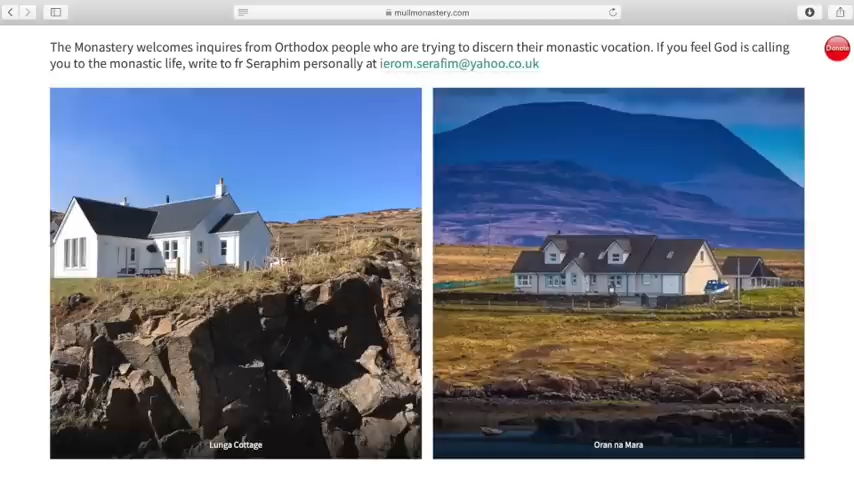 mullmonastery.com
The Monastery welcomes inquires from Orthodox people who are trying to discern their monastic vocation. If you feel God is calling
you to the monastic life, write to fr Seraphim personally at ierom.serafim@yahoo.co.uk
Donate
Lunga Cottage
Oran na Mara